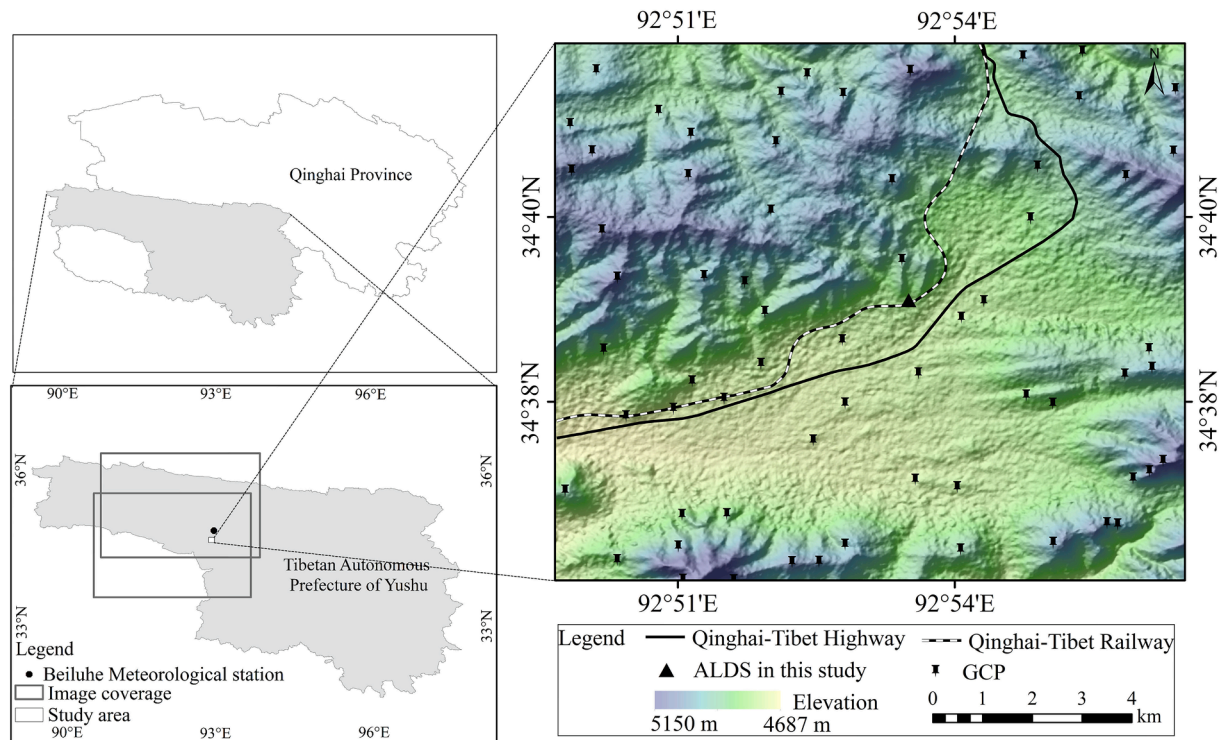 Qinghai Province
90°E 93°E 96°E
36°N 36°N
33°N 33°N
Tibetan Autonomous
Prefecture of Yushu
Legend
Beiluhe Meteorological station
Image coverage
Study area
90°E 93°E 96°E
92°51'E 92°54'E
N
34°40'N 34°40'N
34°38'N 34°38'N
92°51'E 92°54'E
Legend Qinghai-Tibet Highway Qinghai-Tibet Railway
ALDS in this study GCP
Elevation
5150 m 4687 m
0 1 2 3 4
km